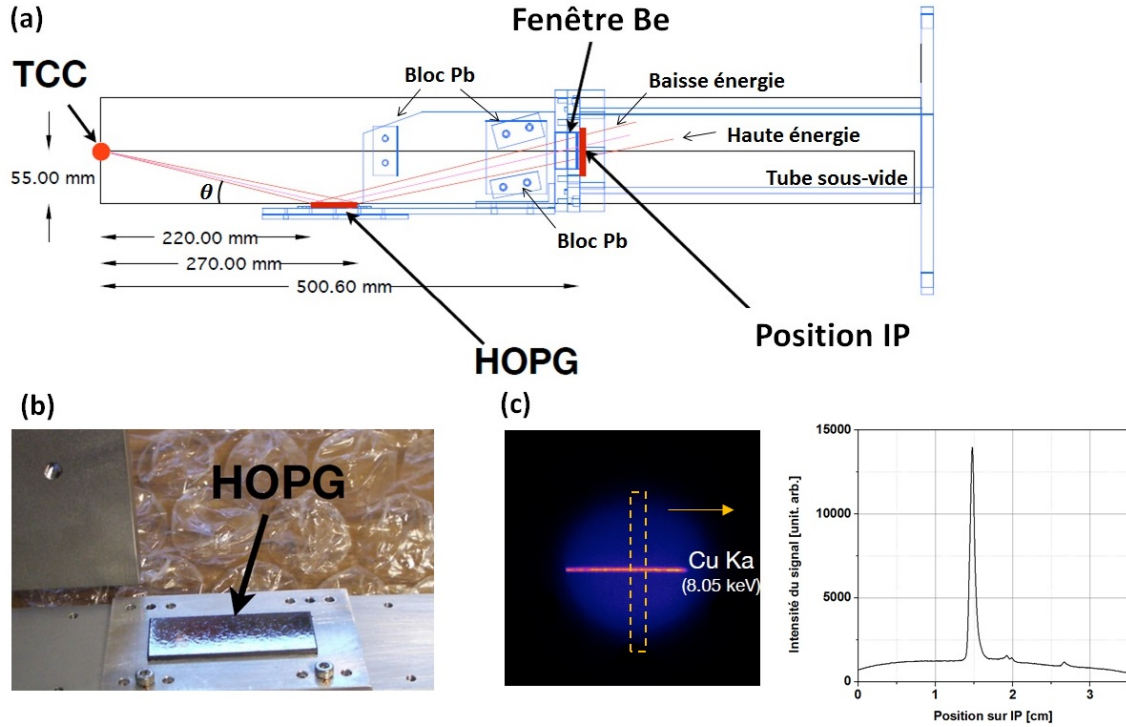 (a)
Fenêtre Be
TCC
Bloc Pb
Baisse énergie
Haute énergie
55.00 mm
θ
Tube sous-vide
Bloc Pb
220.00 mm
270.00 mm
500.60 mm
Position IP
HOPG
(b)
HOPG
(c)
Cu Ka
(8.05 keV)
Intensité du signal [unit. arb.]
15000
10000
5000
0
0
1
2
3
Position sur IP [cm]